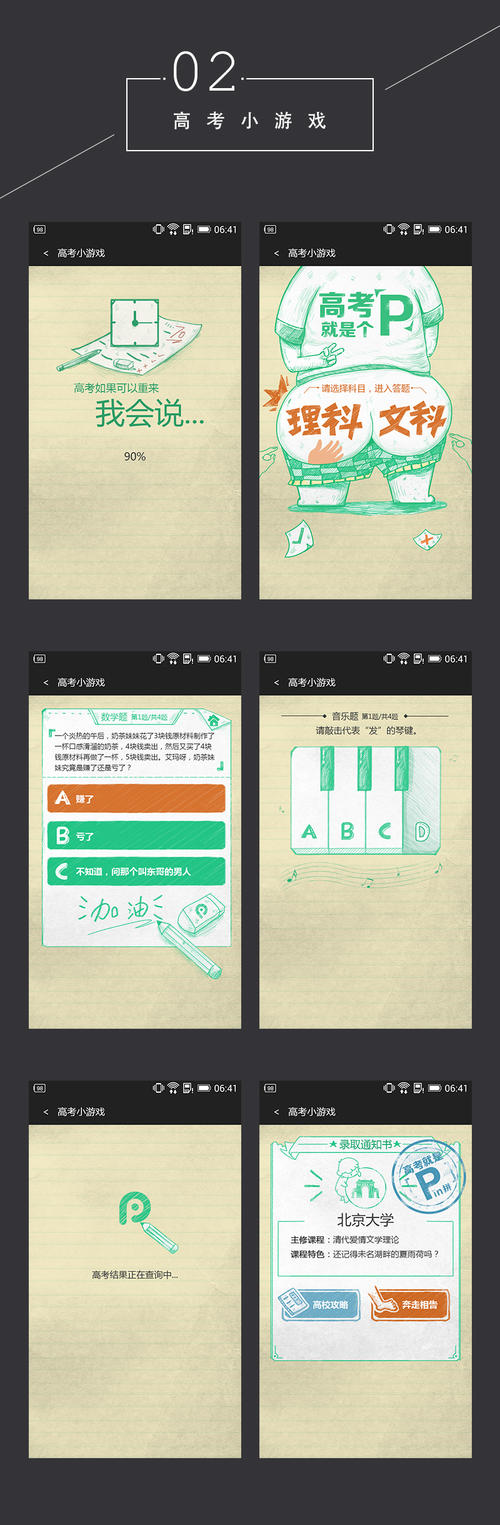 02
高考小游戏
98 06:41
< 高考小游戏
高考如果可以重来
我会说...
90%
98 06:41
< 高考小游戏
高考
就是个P
请选择科目，进入答题
理科 文科
98 06:41
< 高考小游戏
数学题 第1题/共4题
一个炎热的午后，奶茶妹妹花了3块钱原材料制作了
一杯口感滑溜的奶茶，4块钱卖出，然后又买了4块
钱原材料再做了一杯，5块钱卖出。艾玛呀，奶茶妹
妹究竟是赚了还是亏了？
A 赚了
B 亏了
C 不知道，问那个叫东哥的男人
加油
98 06:41
< 高考小游戏
音乐题 第1题/共4题
请敲击代表“发”的琴键。
A B C D
98 06:41
< 高考小游戏
高考结果正在查询中...
98 06:41
< 高考小游戏
★录取通知书★
高考就是
Pin拼
北京大学
主修课程：清代爱情文学理论
课程特色：还记得未名湖畔的夏雨荷吗？
高校攻略 奔走相告